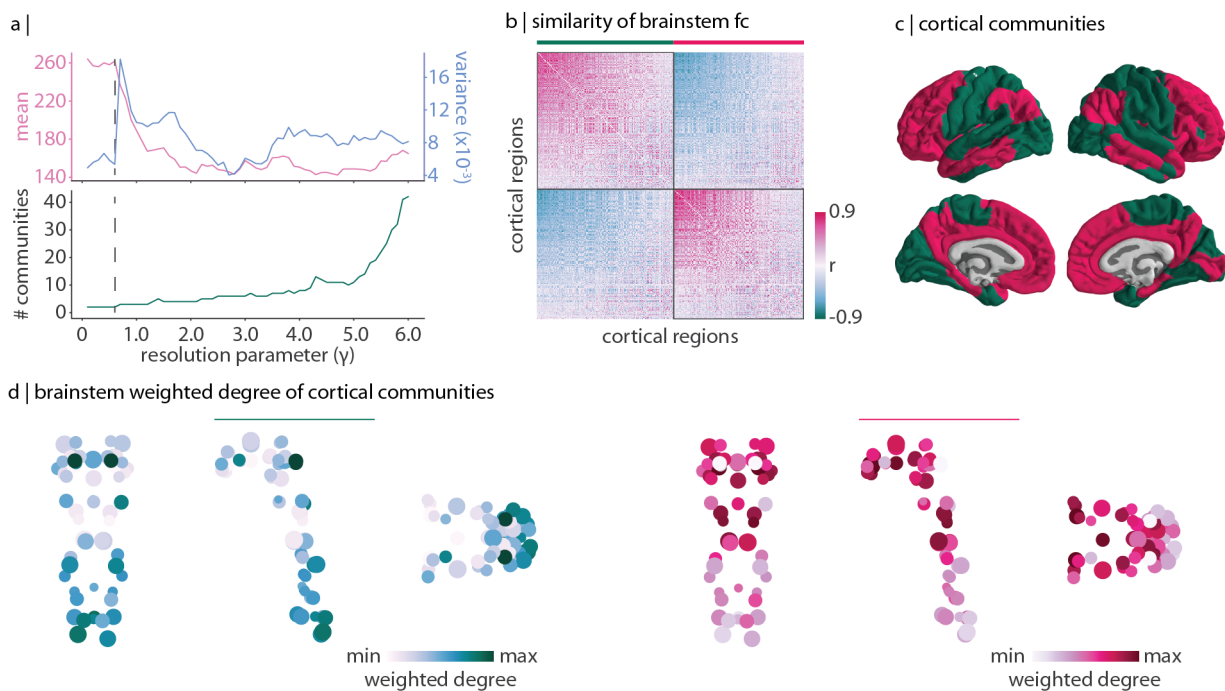 a |
mean
260
220
180
140
variance (x10⁻³)
16
12
8
4
# communities
40
30
20
10
0
0 1.0 2.0 3.0 4.0 5.0 6.0
resolution parameter (γ)
b | similarity of brainstem fc
cortical regions
cortical regions
0.9
r
-0.9
c | cortical communities
d | brainstem weighted degree of cortical communities
min max
weighted degree
min max
weighted degree